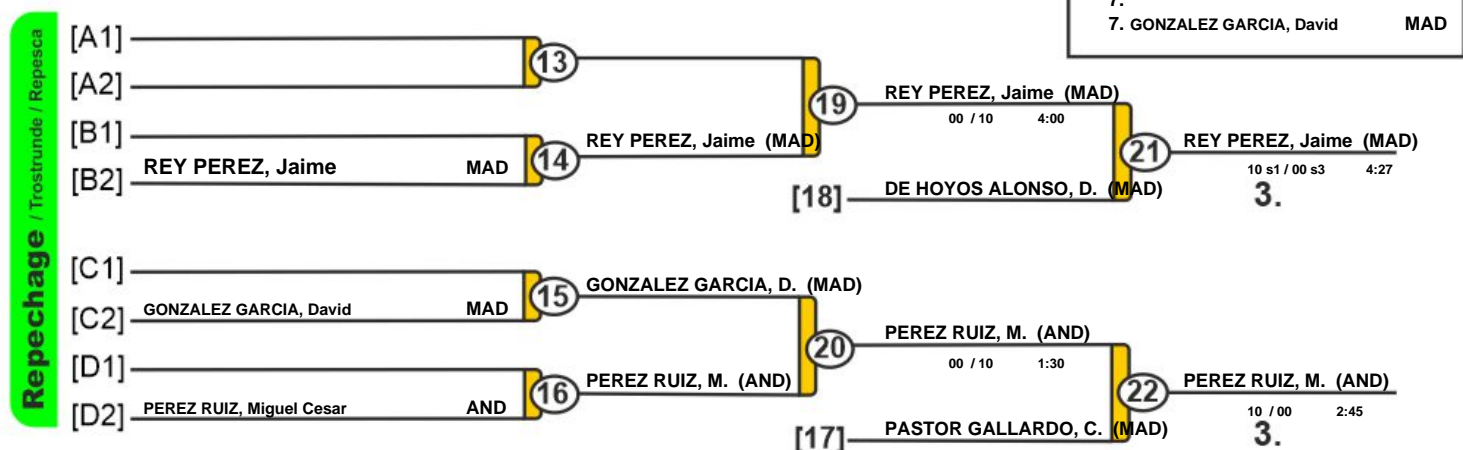 7.
7. GONZALEZ GARCIA, David MAD
Repechage / Trostrunde / Repesca
[A1]
13
[A2]
19
REY PEREZ, Jaime (MAD)
00 / 10 4:00
[B1]
REY PEREZ, Jaime (MAD)
14
[B2] REY PEREZ, Jaime MAD
21
REY PEREZ, Jaime (MAD)
10 s1 / 00 s3 4:27
3.
[18] DE HOYOS ALONSO, D. (MAD)
[C1]
15
GONZALEZ GARCIA, D. (MAD)
[C2] GONZALEZ GARCIA, David MAD
20
PEREZ RUIZ, M. (AND)
00 / 10 1:30
[D1]
16
PEREZ RUIZ, M. (AND)
[D2] PEREZ RUIZ, Miguel Cesar AND
22
PEREZ RUIZ, M. (AND)
10 / 00 2:45
3.
[17] PASTOR GALLARDO, C. (MAD)